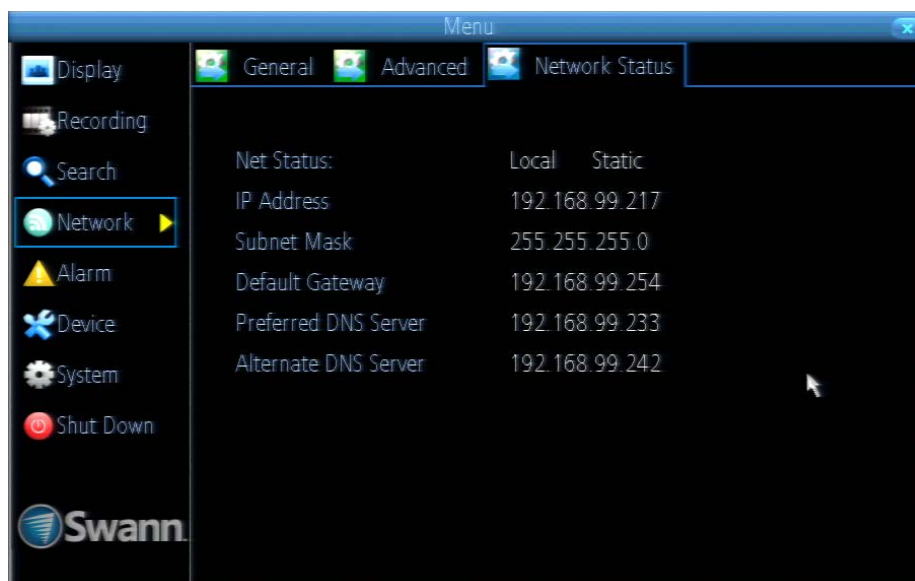 Menu
Display
Recording
Search
Network
Alarm
Device
System
Shut Down
Swann
General Advanced Network Status
Net Status: Local Static
IP Address 192.168.99.217
Subnet Mask 255.255.255.0
Default Gateway 192.168.99.254
Preferred DNS Server 192.168.99.233
Alternate DNS Server 192.168.99.242